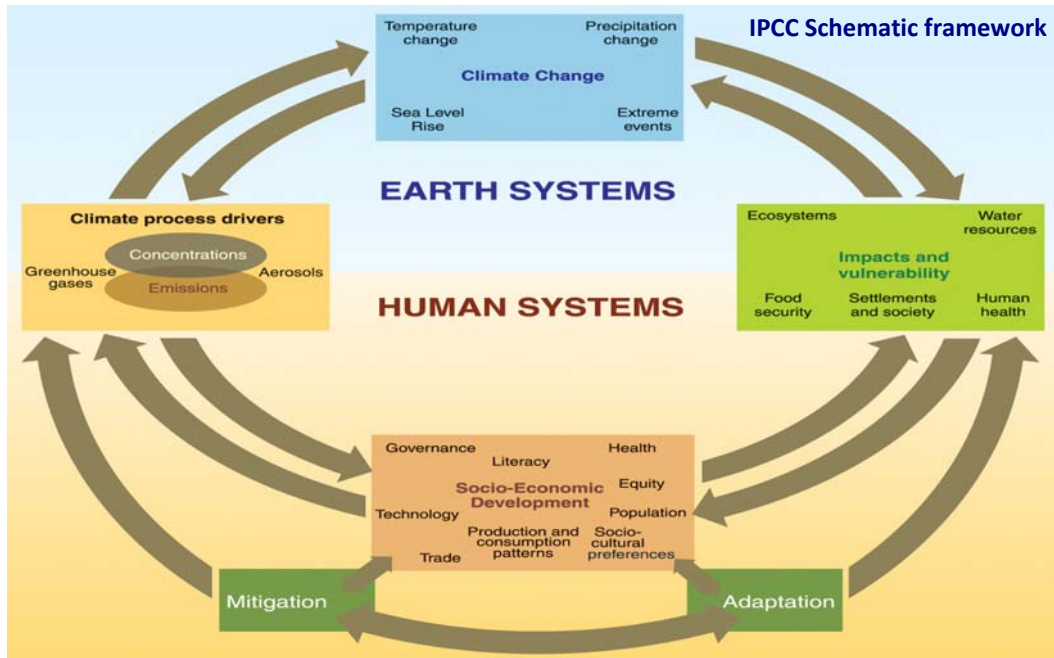 IPCC Schematic framework
Temperature
change
Precipitation
change
Climate Change
Sea Level
Rise
Extreme
events
EARTH SYSTEMS
Climate process drivers
Concentrations
Greenhouse
gases
Aerosols
Emissions
Ecosystems
Water
resources
Impacts and
vulnerability
Food
security
Settlements
and society
Human
health
HUMAN SYSTEMS
Governance
Literacy
Health
Socio-Economic
Development
Equity
Technology
Population
Production and
consumption
patterns
Socio-
cultural
preferences
Trade
Mitigation
Adaptation